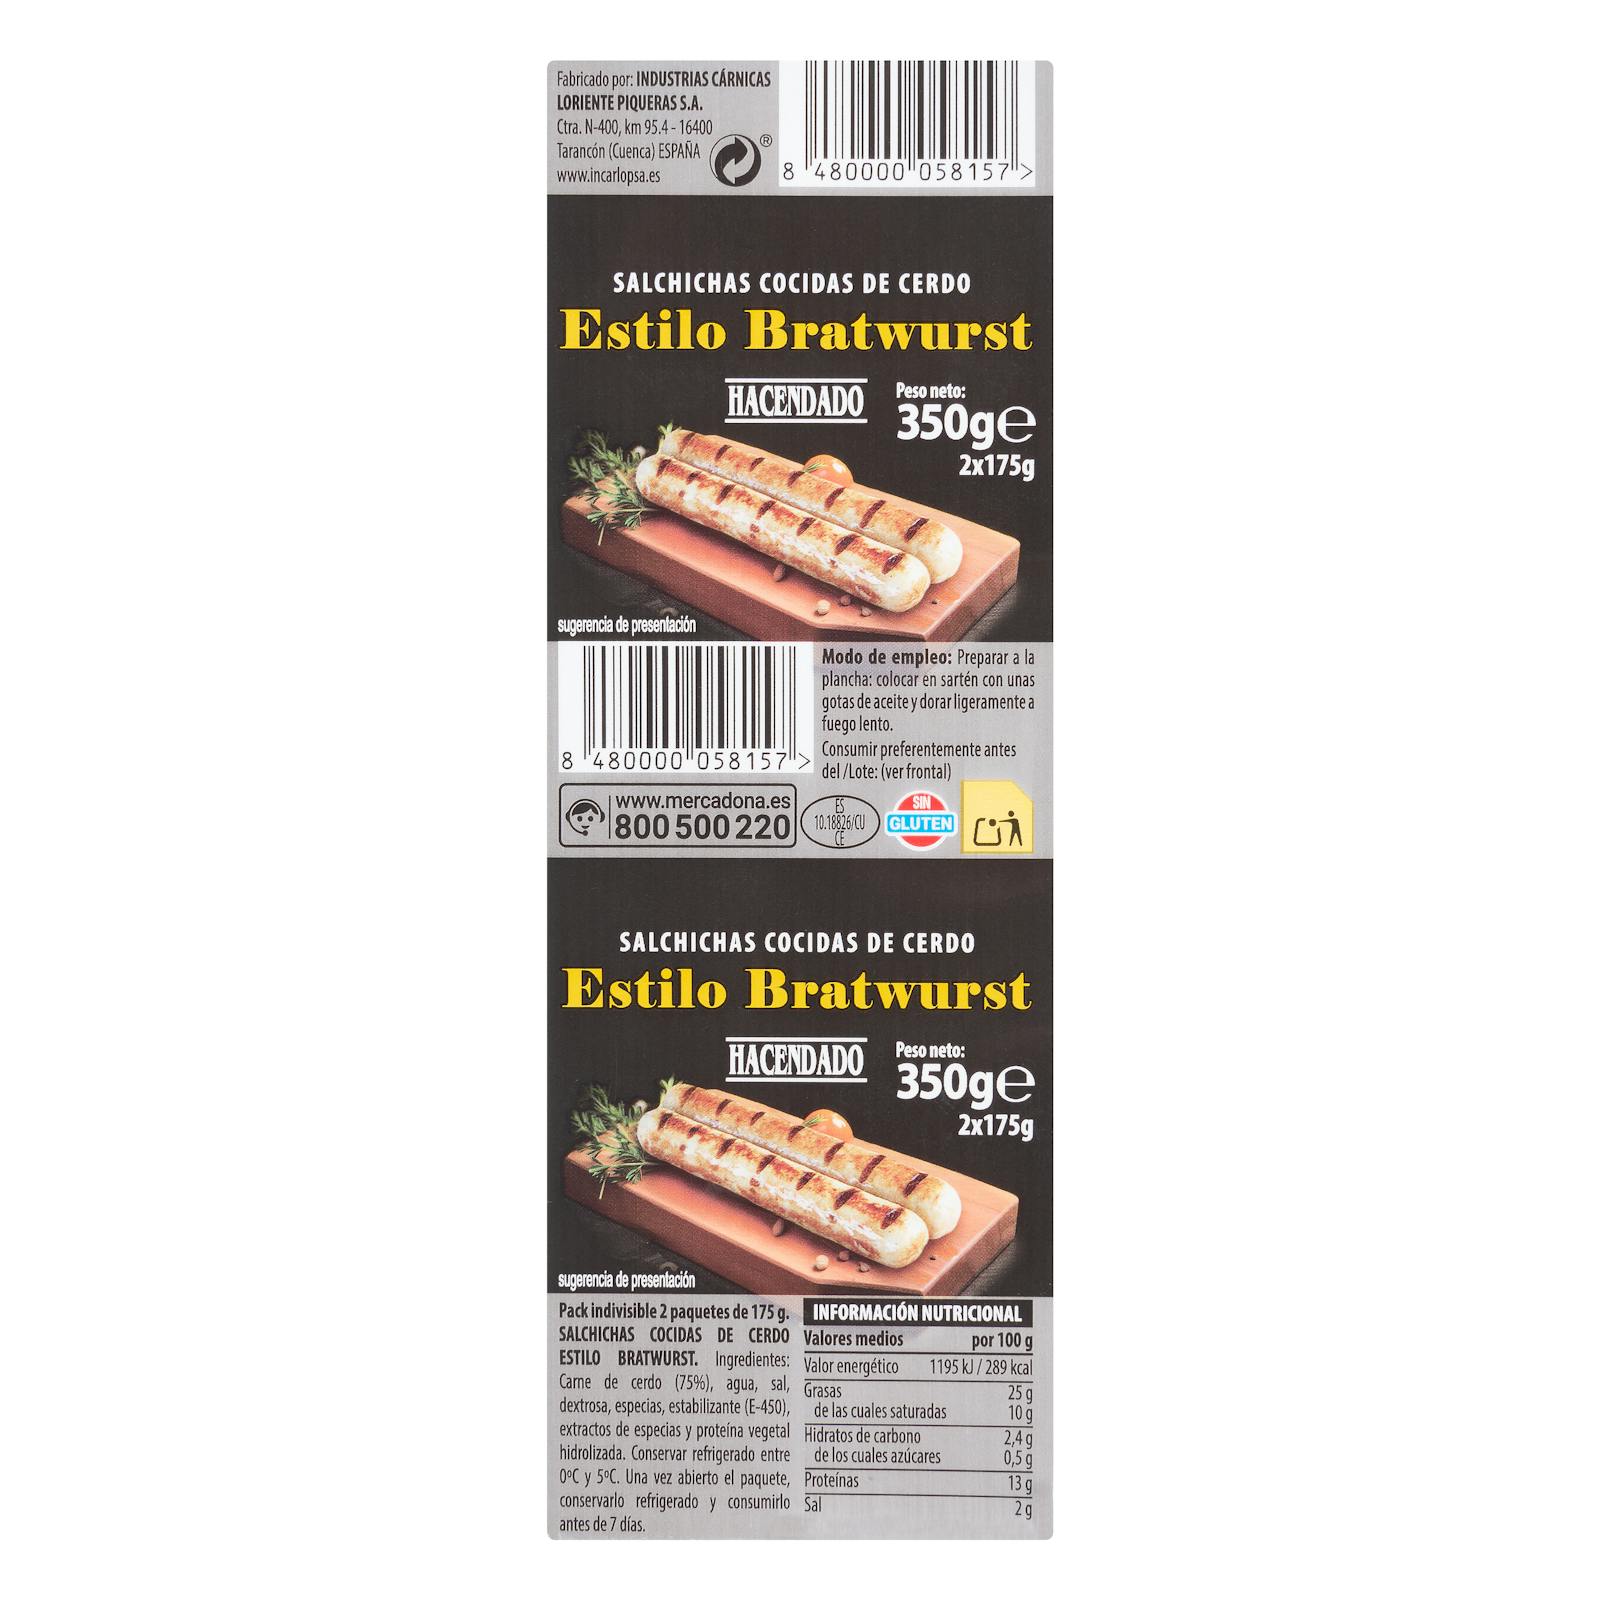 Fabricado por: INDUSTRIAS CÁRNICAS
LORIENTE PIQUERAS S.A.
Ctra. N-400, km 95.4 - 16400
Tarancón (Cuenca) ESPAÑA
www.incarlopsa.es
®
8 480000 058157 >
SALCHICHAS COCIDAS DE CERDO
Estilo Bratwurst
HACENDADO
Peso neto:
350g e
2x175g
sugerencia de presentación
8 480000 058157 >
Modo de empleo: Preparar a la
plancha: colocar en sartén con unas
gotas de aceite y dorar ligeramente a
fuego lento.
Consumir preferentemente antes
del /Lote: (ver frontal)
www.mercadona.es
800 500 220
ES
10.18826/CU
CE
SIN
GLUTEN
SALCHICHAS COCIDAS DE CERDO
Estilo Bratwurst
HACENDADO
Peso neto:
350g e
2x175g
sugerencia de presentación
Pack indivisible 2 paquetes de 175 g.
SALCHICHAS COCIDAS DE CERDO
ESTILO BRATWURST. Ingredientes:
Carne de cerdo (75%), agua, sal,
dextrosa, especias, estabilizante (E-450),
extractos de especias y proteína vegetal
hidrolizada. Conservar refrigerado entre
0ºC y 5ºC. Una vez abierto el paquete,
conservarlo refrigerado y consumirlo
antes de 7 días.
INFORMACIÓN NUTRICIONAL
Valores medios por 100 g
Valor energético 1195 kJ / 289 kcal
Grasas 25 g
de las cuales saturadas 10 g
Hidratos de carbono 2,4 g
de los cuales azúcares 0,5 g
Proteínas 13 g
Sal 2 g